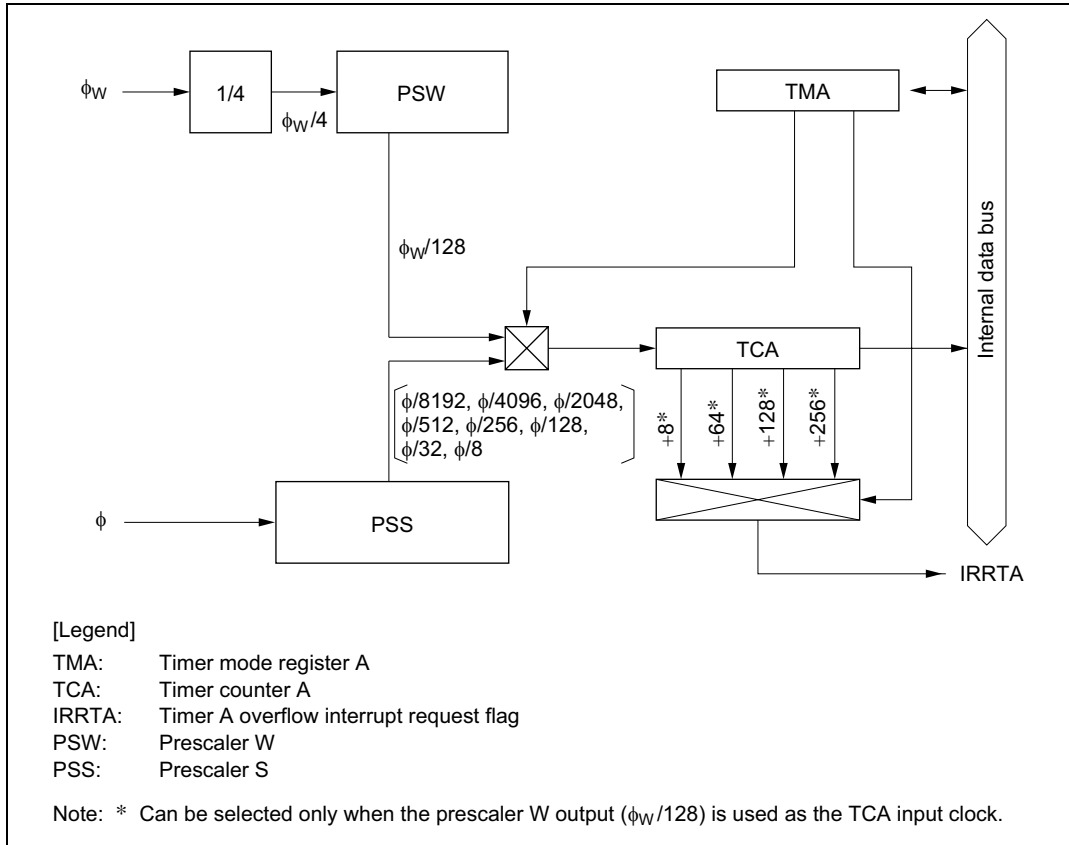 ϕW
1/4
ϕW/4
PSW
TMA
Internal data bus
ϕW/128
TCA
ϕ/8192, ϕ/4096, ϕ/2048,
ϕ/512, ϕ/256, ϕ/128,
ϕ/32, ϕ/8
÷8*
÷64*
÷128*
÷256*
ϕ
PSS
IRRTA
[Legend]
TMA: Timer mode register A
TCA: Timer counter A
IRRTA: Timer A overflow interrupt request flag
PSW: Prescaler W
PSS: Prescaler S
Note: * Can be selected only when the prescaler W output (ϕW/128) is used as the TCA input clock.